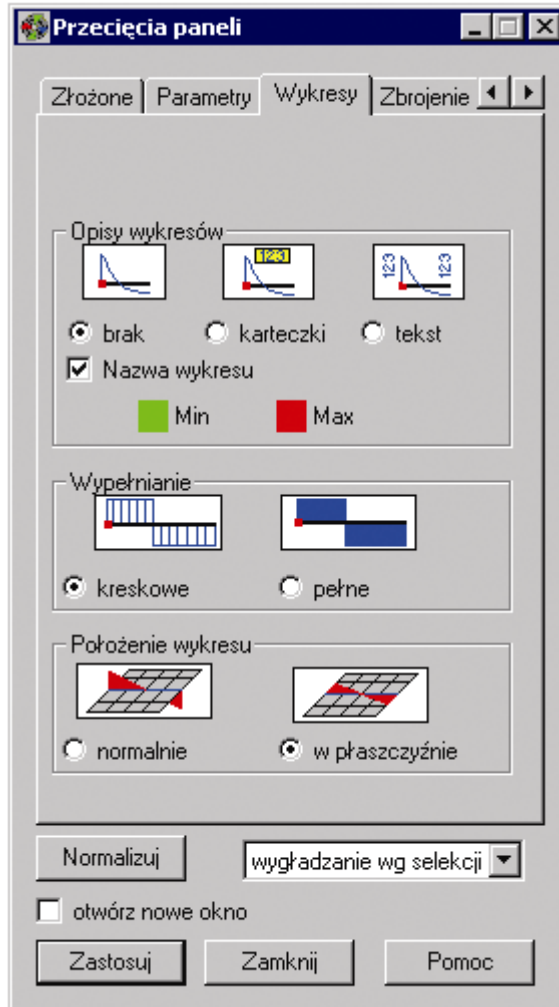 Przecięcia paneli
Złożone Parametry Wykresy Zbrojenie
Opisy wykresów
123 123 123
brak karteczki tekst
Nazwa wykresu
Min Max
Wypełnianie
kreskowe pełne
Położenie wykresu
normalnie w płaszczyźnie
Normalizuj wygładzanie wg selekcji
otwórz nowe okno
Zastosuj Zamknij Pomoc